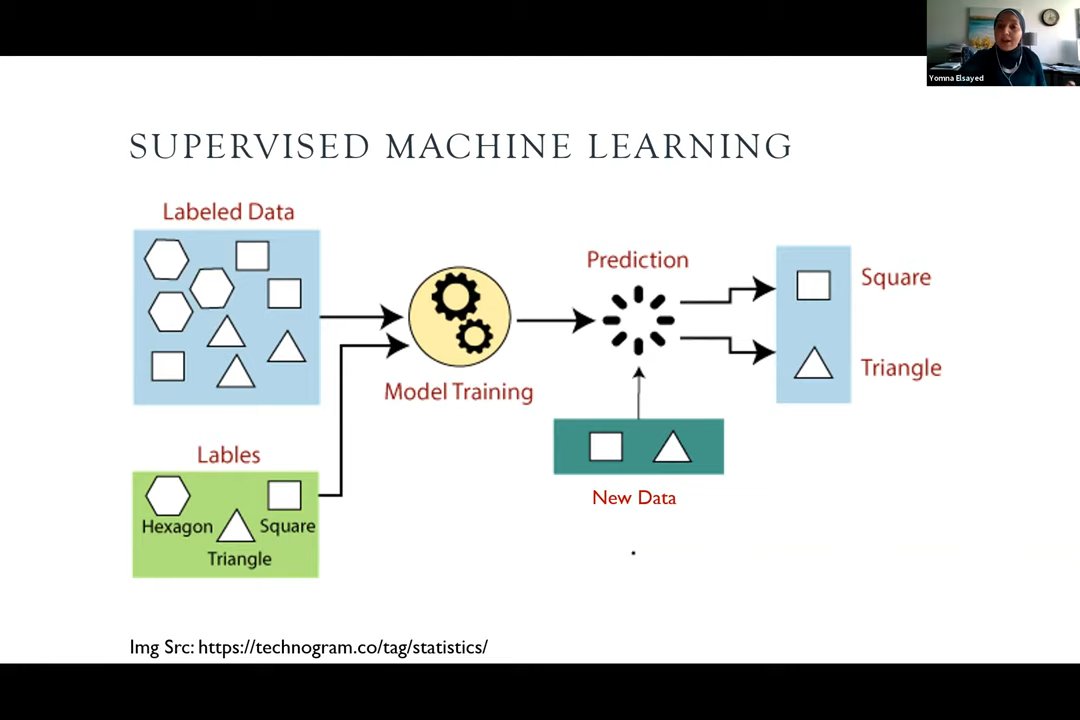 Yomna Elsayed
SUPERVISED MACHINE LEARNING
Labeled Data
Prediction
Square
Triangle
Model Training
Lables
Hexagon
Square
Triangle
New Data
Img Src: https://technogram.co/tag/statistics/